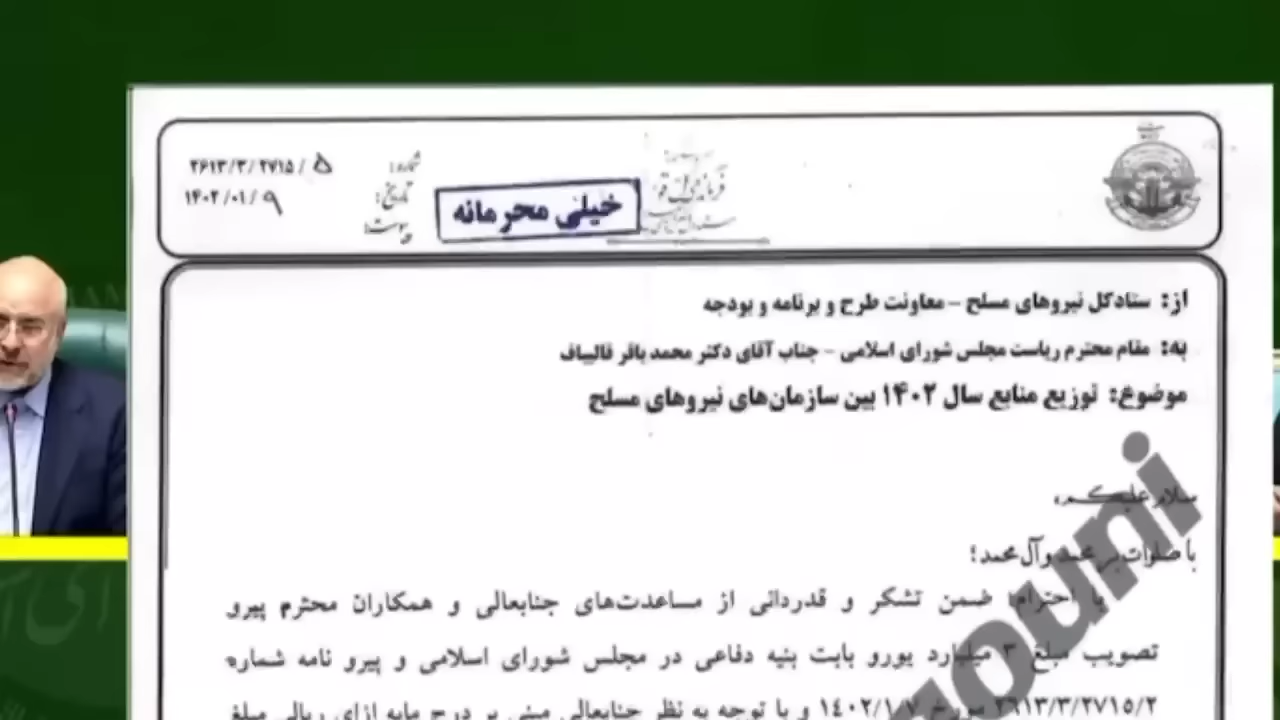 شماره: ۲۶۱۳/۳/۲۷۱۵/۵
تاریخ: ۱۴۰۲/۰۱/۹
پیوست:
خیلی محرمانه
از: ستادکل نیروهای مسلح – معاونت طرح و برنامه و بودجه
به: مقام محترم ریاست مجلس شورای اسلامی – جناب آقای دکتر محمد باقر قالیباف
موضوع: توزیع منابع سال ۱۴۰۲ بین سازمان‌های نیروهای مسلح
سلام علیکم،
با صلوات بر محمد و آل محمد؛
با احترام؛ ضمن تشکر و قدردانی از مساعدت‌های جنابعالی و همکاران محترم پیرو
تصویب مبلغ ۳ میلیارد یورو بابت بنیه دفاعی در مجلس شورای اسلامی و پیرو نامه شماره
۲۶۱۳/۳/۲۷۱۵/۲ مورخ ۱۴۰۲/۱/۷ و با توجه به نظر جنابعالی مبنی بر درج مابه ازای ریالی مبلغ
ouni